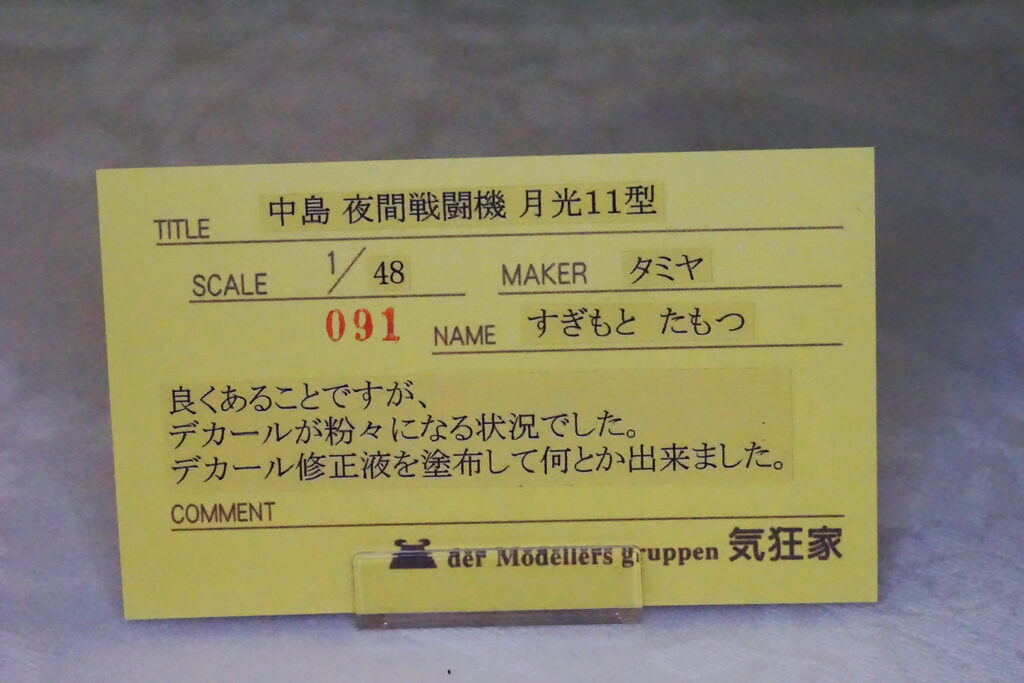 TITLE 中島 夜間戦闘機 月光11型
SCALE 1/48 MAKER タミヤ
091 NAME すぎもと たもつ
良くあることですが、
デカールが粉々になる状況でした。
デカール修正液を塗布して何とか出来ました。
COMMENT
der Modellers gruppen 気狂家